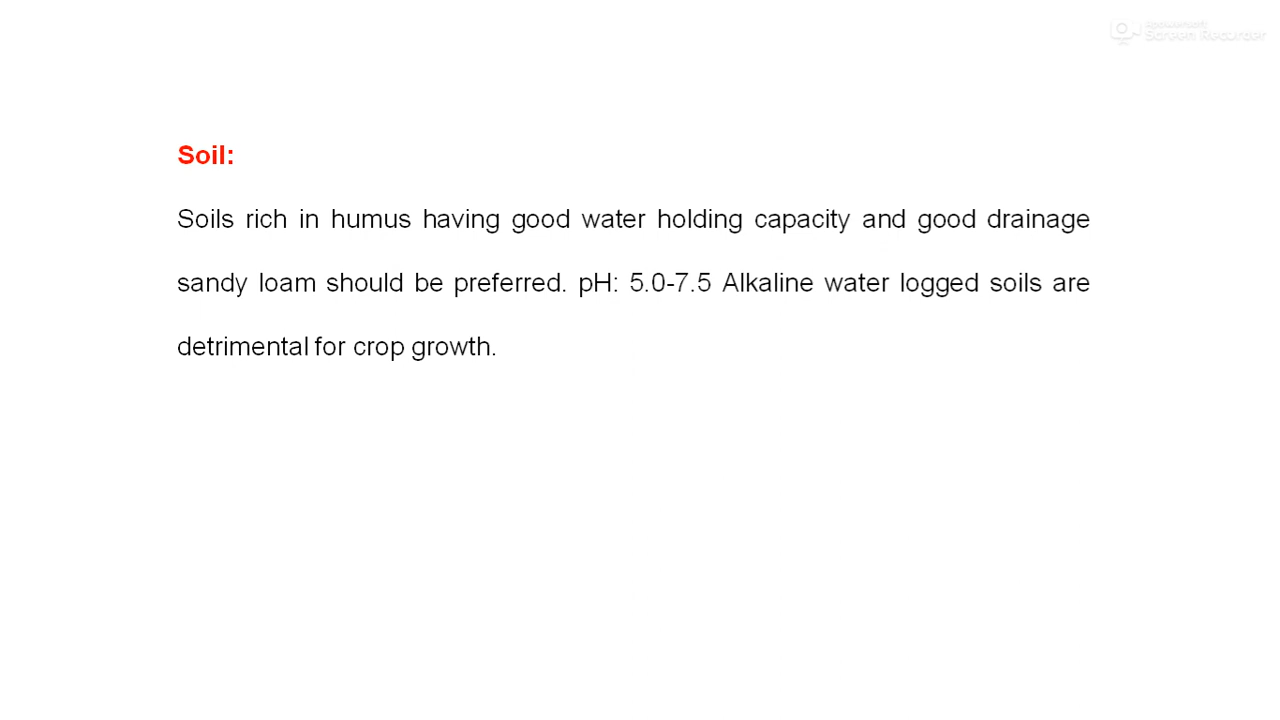 Apowersoft
Screen Recorder
Soil:
Soils rich in humus having good water holding capacity and good drainage
sandy loam should be preferred. pH: 5.0-7.5 Alkaline water logged soils are
detrimental for crop growth.